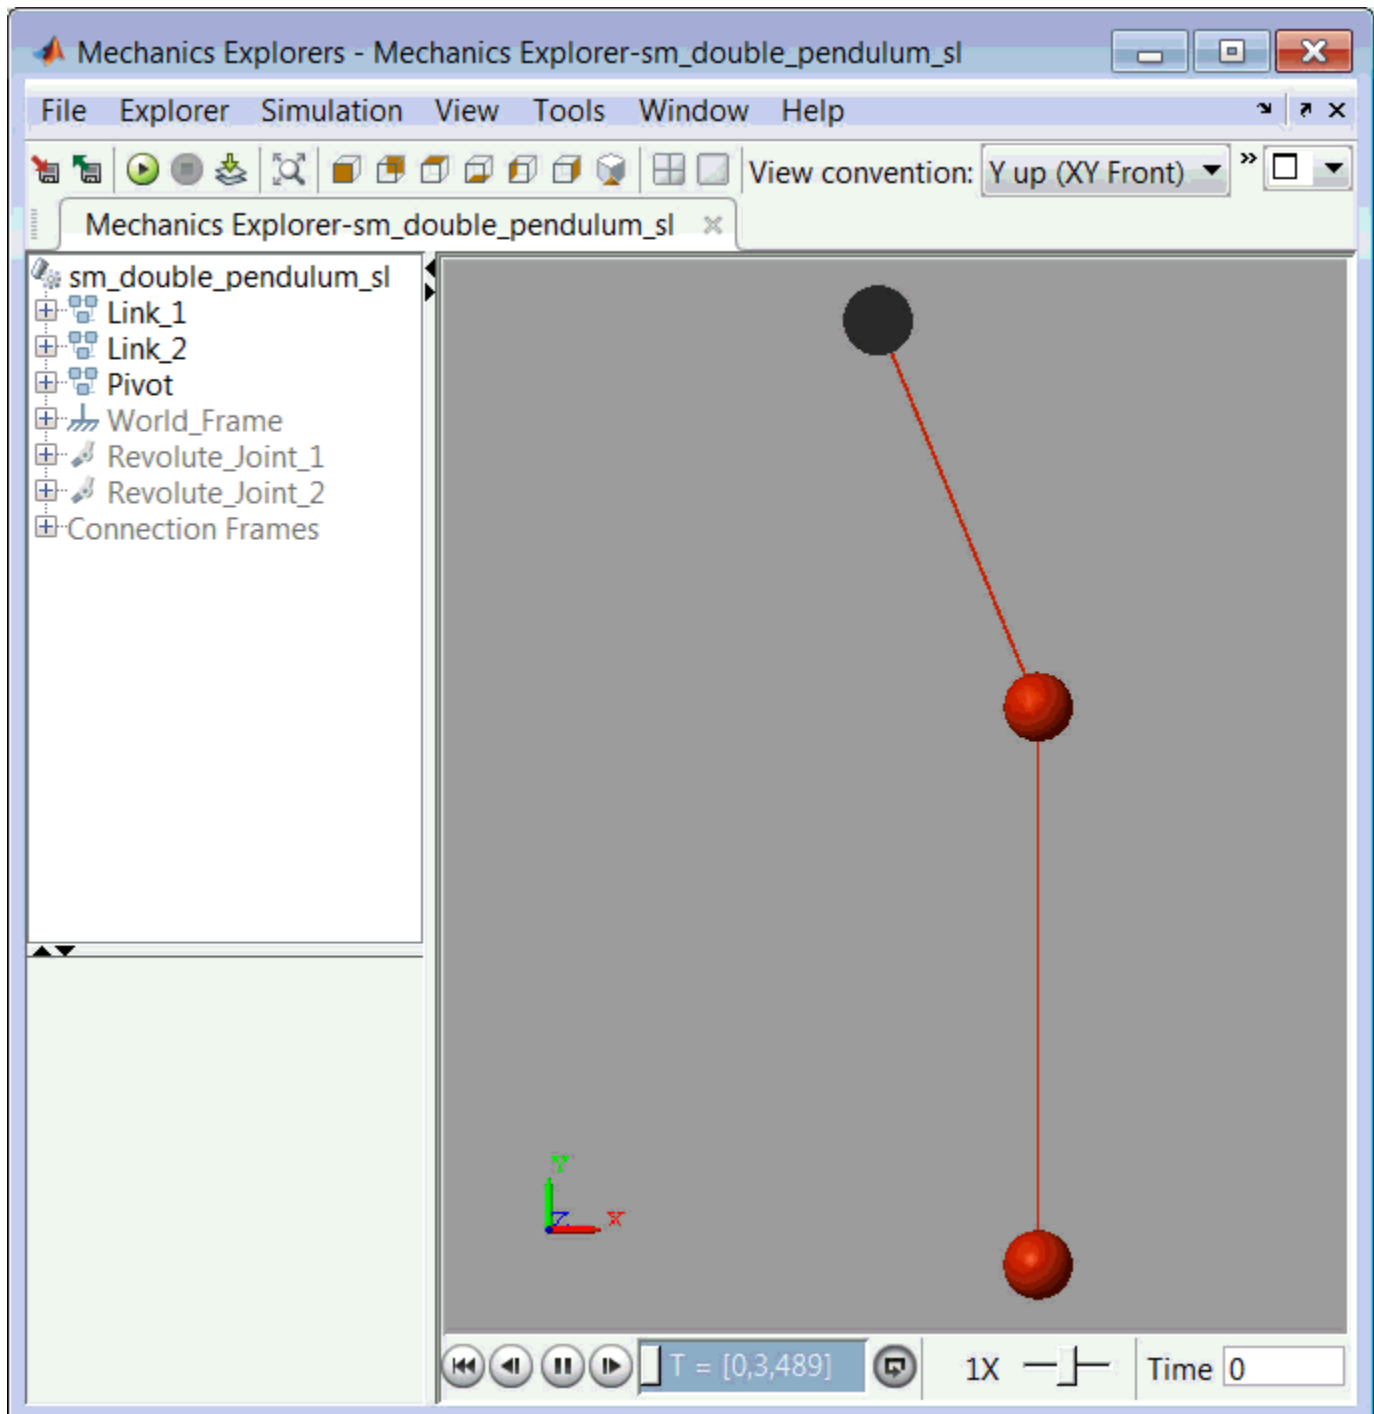 Mechanics Explorers - Mechanics Explorer-sm_double_pendulum_sl
File Explorer Simulation View Tools Window Help
View convention: Y up (XY Front) »
Mechanics Explorer-sm_double_pendulum_sl
sm_double_pendulum_sl
Link_1
Link_2
Pivot
World_Frame
Revolute_Joint_1
Revolute_Joint_2
Connection Frames
Y
Z X
T = [0,3,489] 1X Time 0